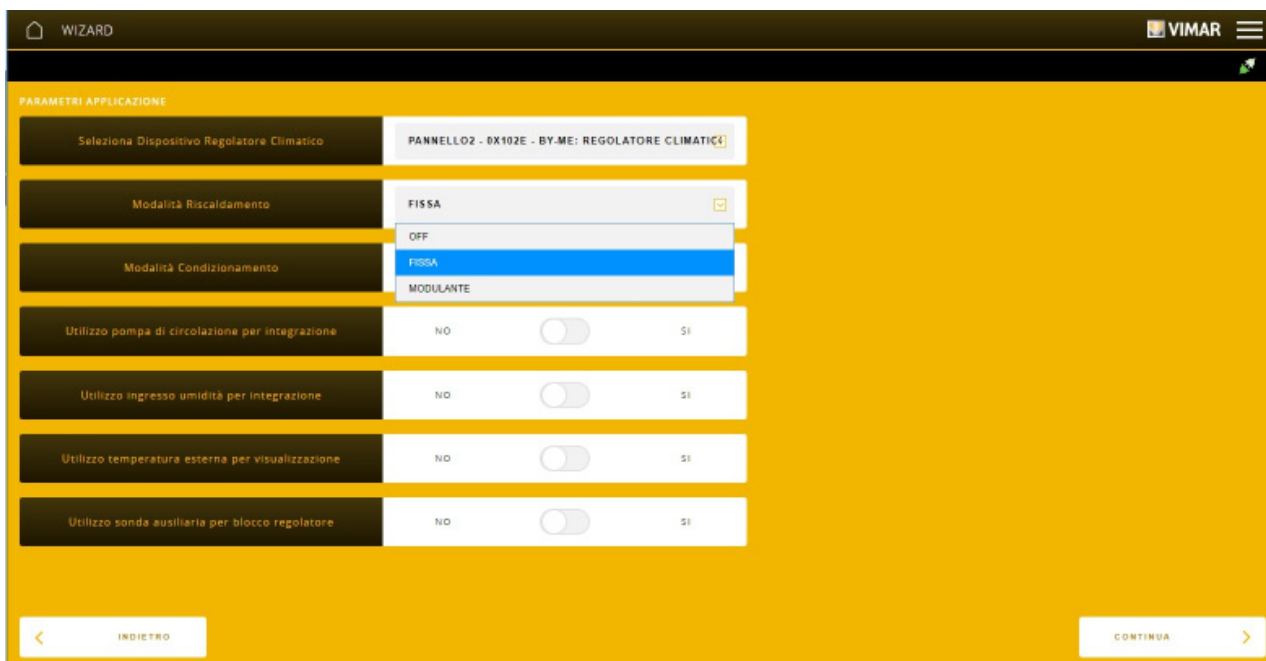 WIZARD
VIMAR
PARAMETRI APPLICAZIONE
Seleziona Dispositivo Regolatore Climatico
PANNELLO2 - 0X102E - BY-ME: REGOLATORE CLIMATIC
Modalità Riscaldamento
FISSA
OFF
FISSA
MODULANTE
Modalità Condizionamento
Utilizzo pompa di circolazione per integrazione
NO
SI
Utilizzo ingresso umidità per integrazione
NO
SI
Utilizzo temperatura esterna per visualizzazione
NO
SI
Utilizzo sonda ausiliaria per blocco regolatore
NO
SI
INDIETRO
CONTINUA